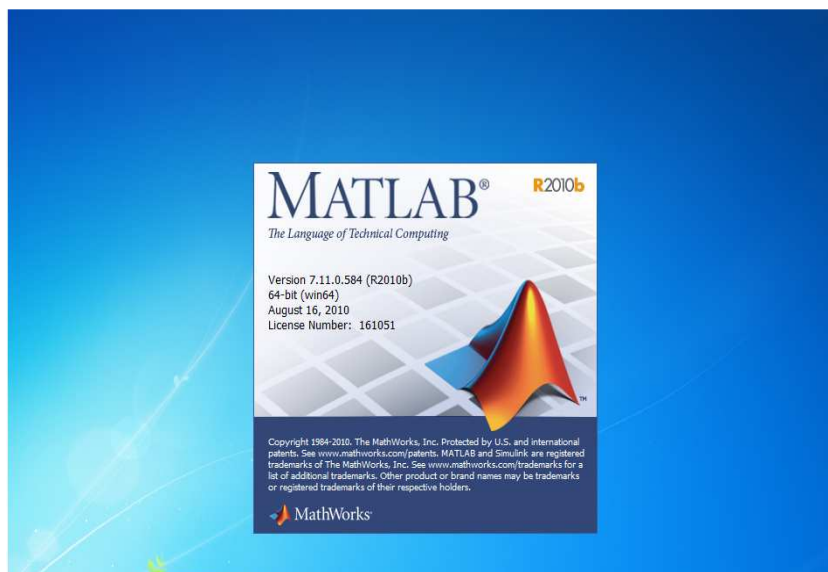 MATLAB®
R2010b
The Language of Technical Computing
Version 7.11.0.584 (R2010b)
64-bit (win64)
August 16, 2010
License Number: 161051
TM
Copyright 1984-2010. The MathWorks, Inc. Protected by U.S. and international
patents. See www.mathworks.com/patents. MATLAB and Simulink are registered
trademarks of The MathWorks, Inc. See www.mathworks.com/trademarks for a
list of additional trademarks. Other product or brand names may be trademarks
or registered trademarks of their respective holders.
MathWorks